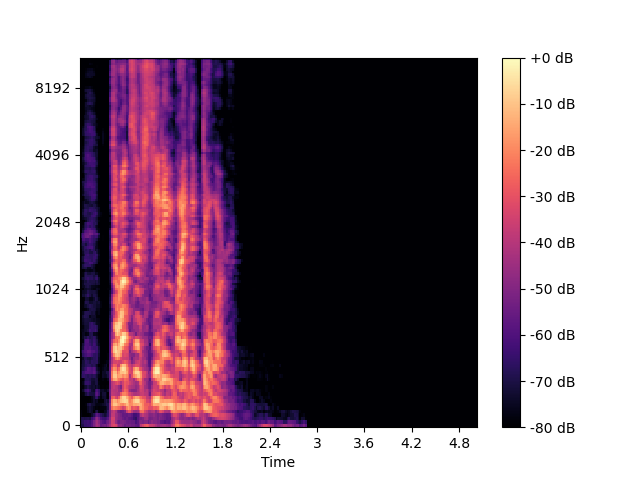 +0 dB
8192
-10 dB
4096
-20 dB
-30 dB
2048
-40 dB
Hz
1024
-50 dB
512
-60 dB
-70 dB
0
-80 dB
0 0.6 1.2 1.8 2.4 3 3.6 4.2 4.8
Time